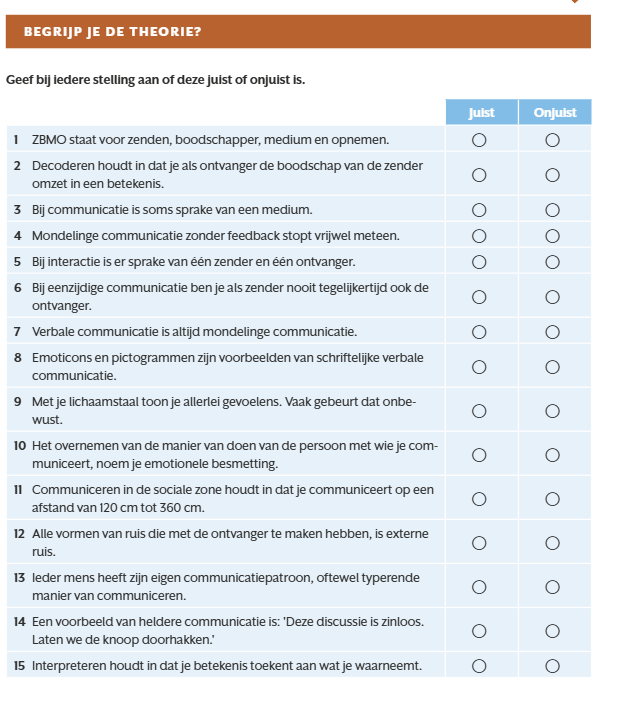 BEGRIJP JE DE THEORIE?
Geef bij iedere stelling aan of deze juist of onjuist is.
Juist Onjuist
1 ZBMO staat voor zenden, boodschapper, medium en opnemen.
2 Decoderen houdt in dat je als ontvanger de boodschap van de zender
omzet in een betekenis.
3 Bij communicatie is soms sprake van een medium.
4 Mondelinge communicatie zonder feedback stopt vrijwel meteen.
5 Bij interactie is er sprake van één zender en één ontvanger.
6 Bij eenzijdige communicatie ben je als zender nooit tegelijkertijd ook de
ontvanger.
7 Verbale communicatie is altijd mondelinge communicatie.
8 Emoticons en pictogrammen zijn voorbeelden van schriftelijke verbale
communicatie.
9 Met je lichaamstaal toon je allerlei gevoelens. Vaak gebeurt dat onbe-
wust.
10 Het overnemen van de manier van doen van de persoon met wie je com-
municeert, noem je emotionele besmetting.
11 Communiceren in de sociale zone houdt in dat je communiceert op een
afstand van 120 cm tot 360 cm.
12 Alle vormen van ruis die met de ontvanger te maken hebben, is externe
ruis.
13 Ieder mens heeft zijn eigen communicatiepatroon, oftewel typerende
manier van communiceren.
14 Een voorbeeld van heldere communicatie is: 'Deze discussie is zinloos.
Laten we de knoop doorhakken.'
15 Interpreteren houdt in dat je betekenis toekent aan wat je waarneemt.